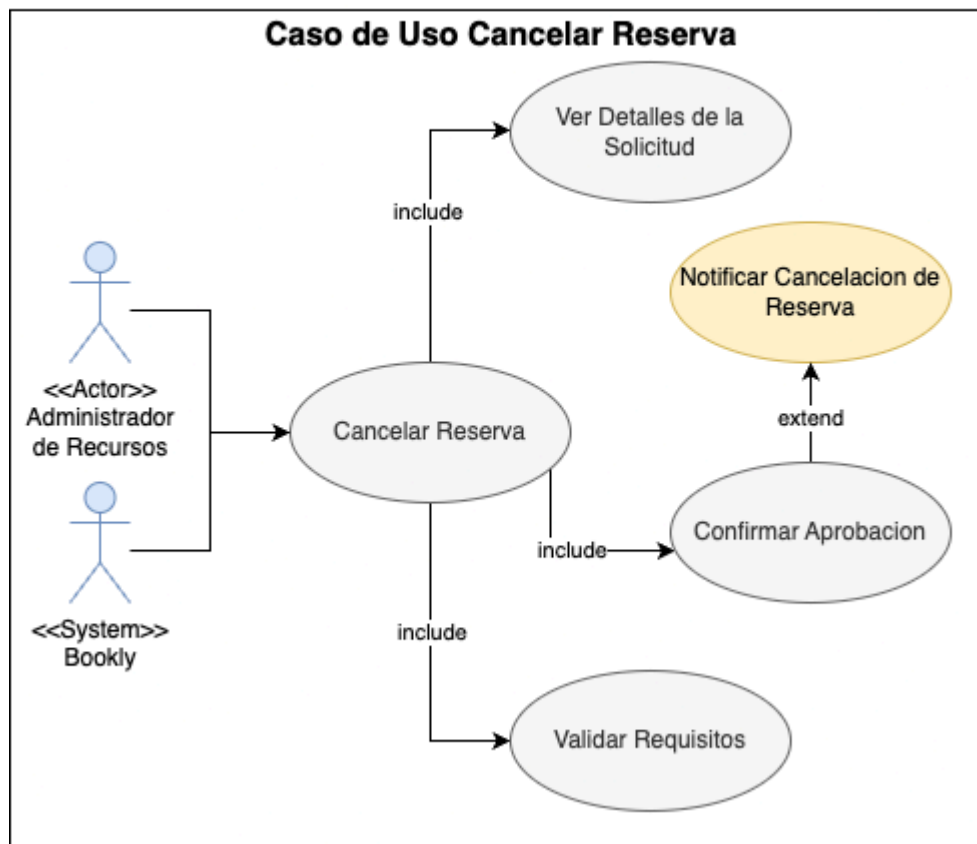 Caso de Uso Cancelar Reserva
Ver Detalles de la
Solicitud
include
Notificar Cancelacion de
Reserva
<<Actor>>
Administrador
de Recursos
Cancelar Reserva
extend
Confirmar Aprobacion
include
<<System>>
Bookly
include
Validar Requisitos